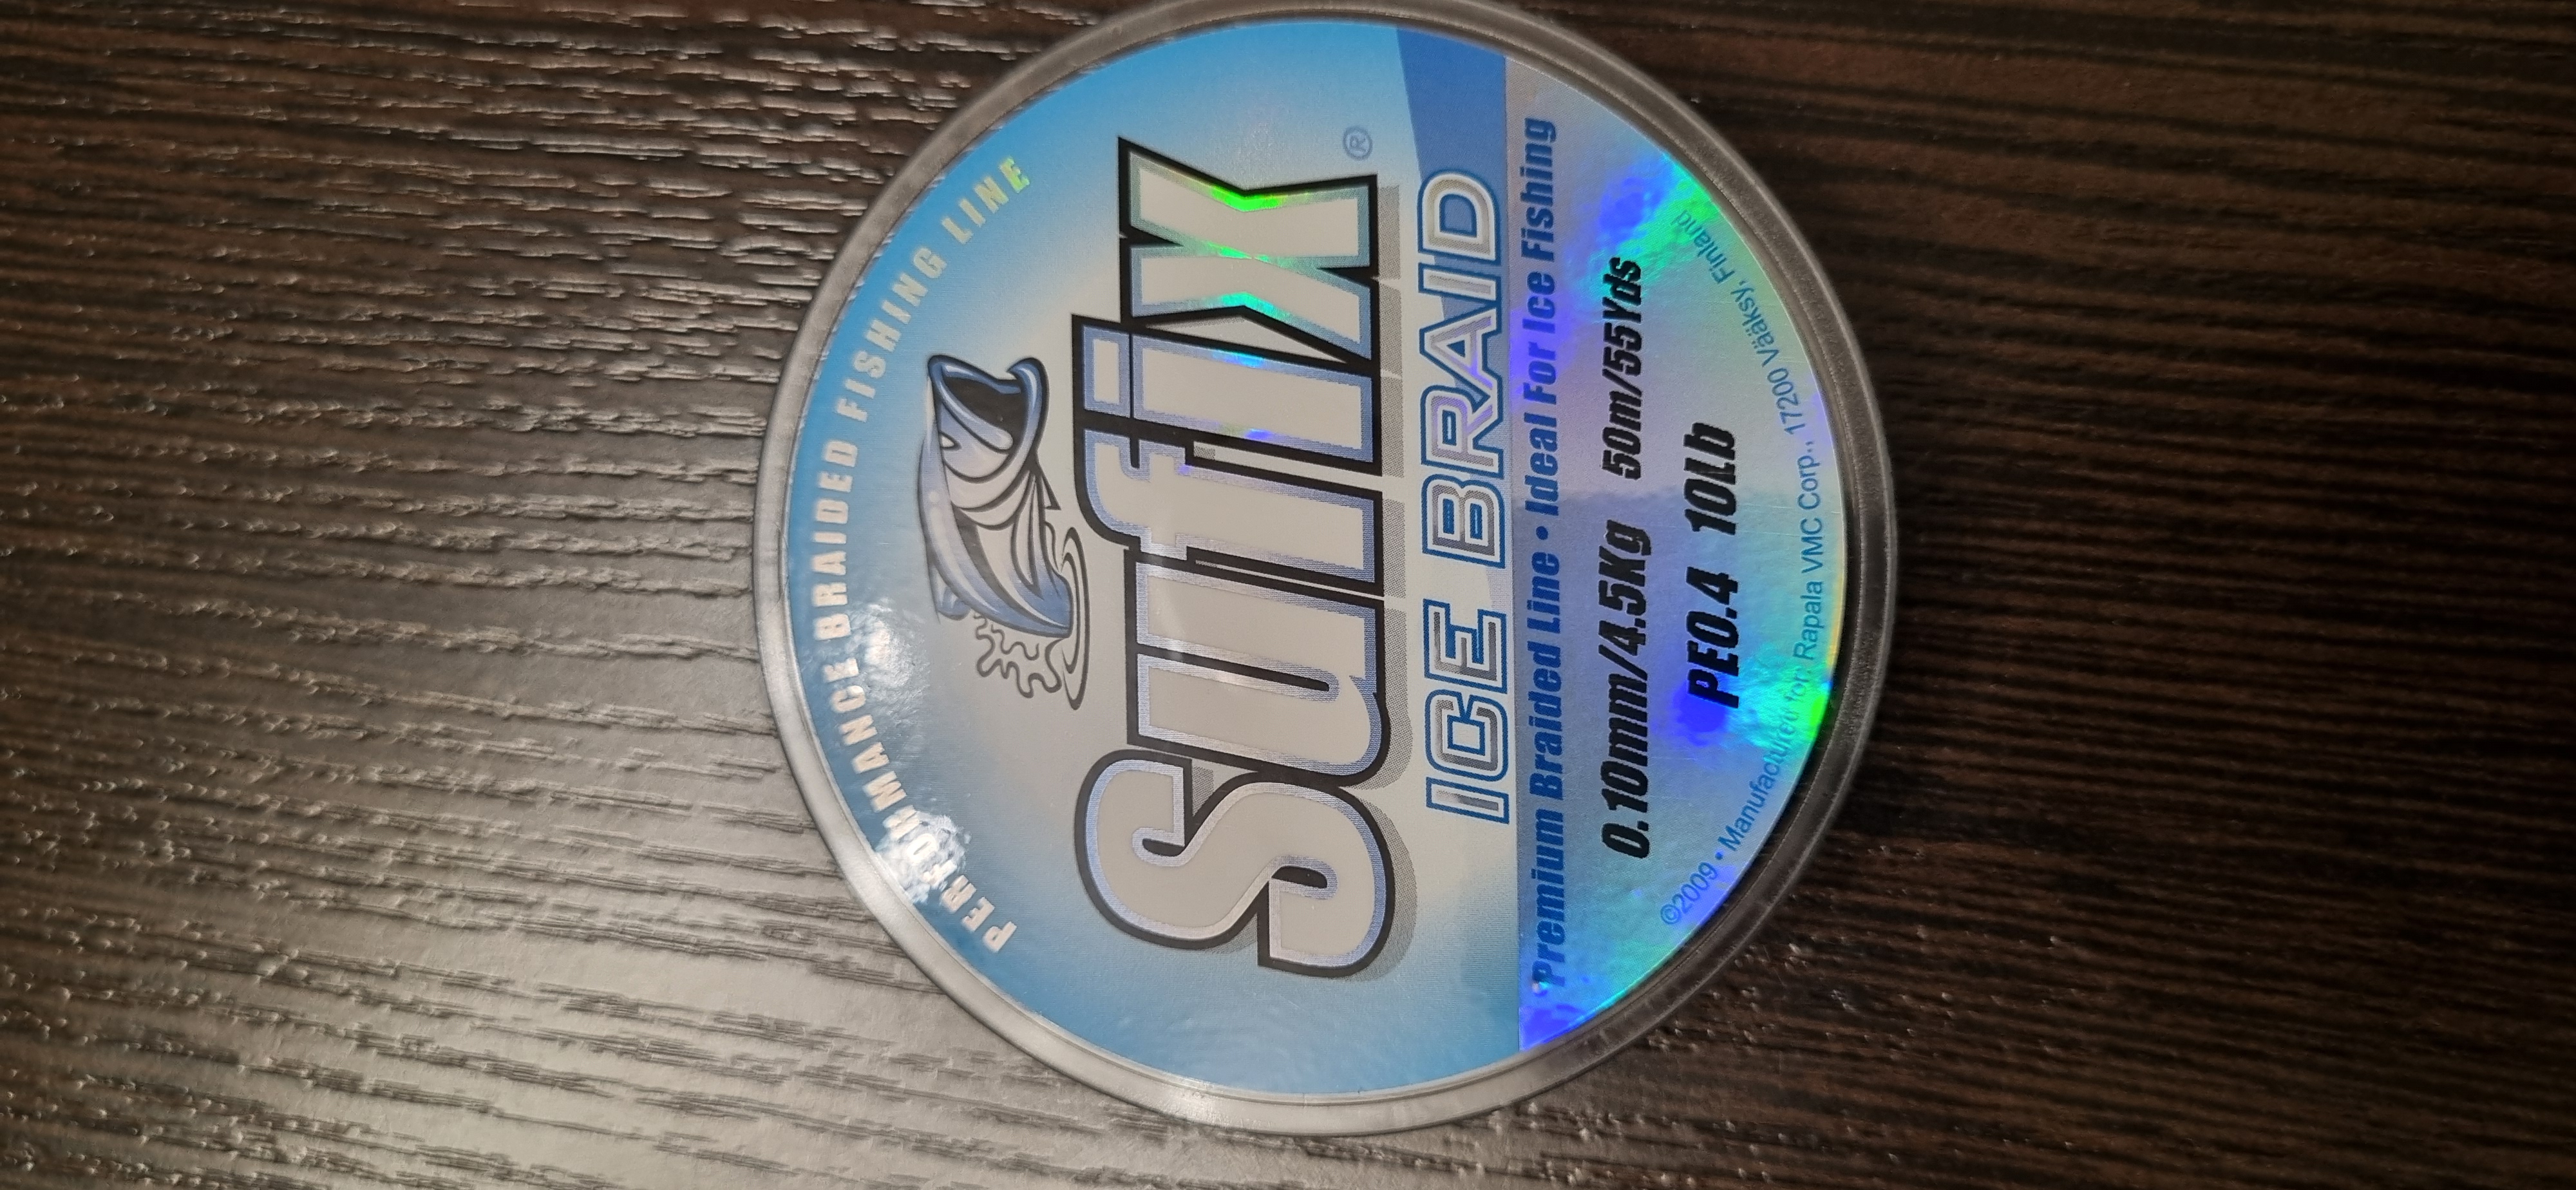 PERFORMANCE BRAIDED FISHING LINE
Sufix®
ICE BRAID
Premium Braided Line • Ideal For Ice Fishing
0.10mm/4.5Kg 50m/55Yds
PE0.4 10Lb
©2009 • Manufactured for: Rapala VMC Corp., 17200 Vääksy, Finland